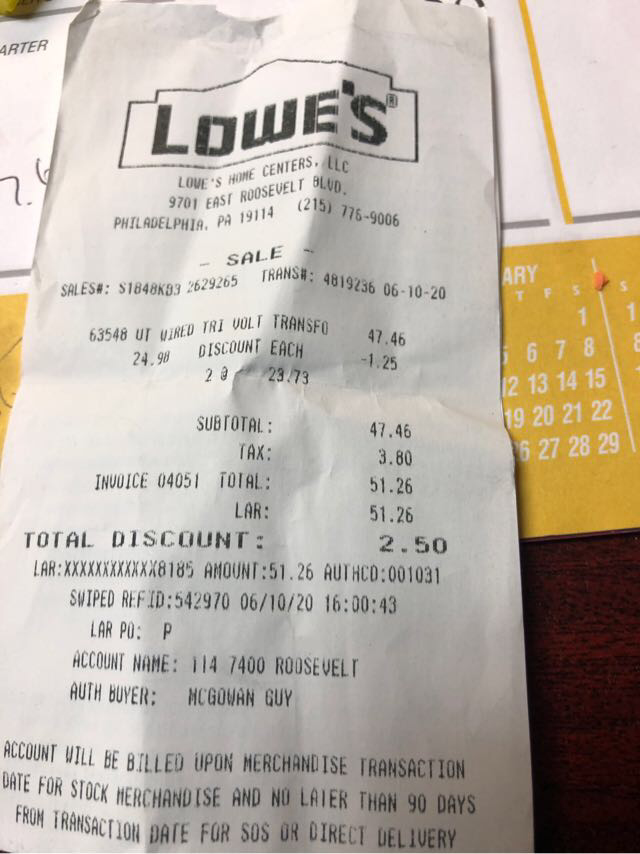 ARTER
LOWE'S®
LOWE'S HOME CENTERS, LLC
9701 EAST ROOSEVELT BLVD.
PHILADELPHIA, PA 19114 (215) 776-9006
- SALE -
SALES#: S1848KB3 2629265 TRANS#: 4819236 06-10-20
63548 UT WIRED TRI VOLT TRANSFO 47.46
24.98 DISCOUNT EACH -1.25
2 @ 23.73
SUBTOTAL: 47.46
TAX: 3.80
INVOICE 04051 TOTAL: 51.26
LAR: 51.26
TOTAL DISCOUNT: 2.50
LAR:XXXXXXXXXXXX8185 AMOUNT:51.26 AUTHCD:001031
SWIPED REFID:542970 06/10/20 16:00:43
LAR PO: P
ACCOUNT NAME: 114 7400 ROOSEVELT
AUTH BUYER: MCGOWAN GUY
ACCOUNT WILL BE BILLED UPON MERCHANDISE TRANSACTION
DATE FOR STOCK MERCHANDISE AND NO LATER THAN 90 DAYS
FROM TRANSACTION DATE FOR SOS OR DIRECT DELIVERY
ARY
T F S S
1
6 7 8
12 13 14 15
19 20 21 22
26 27 28 29